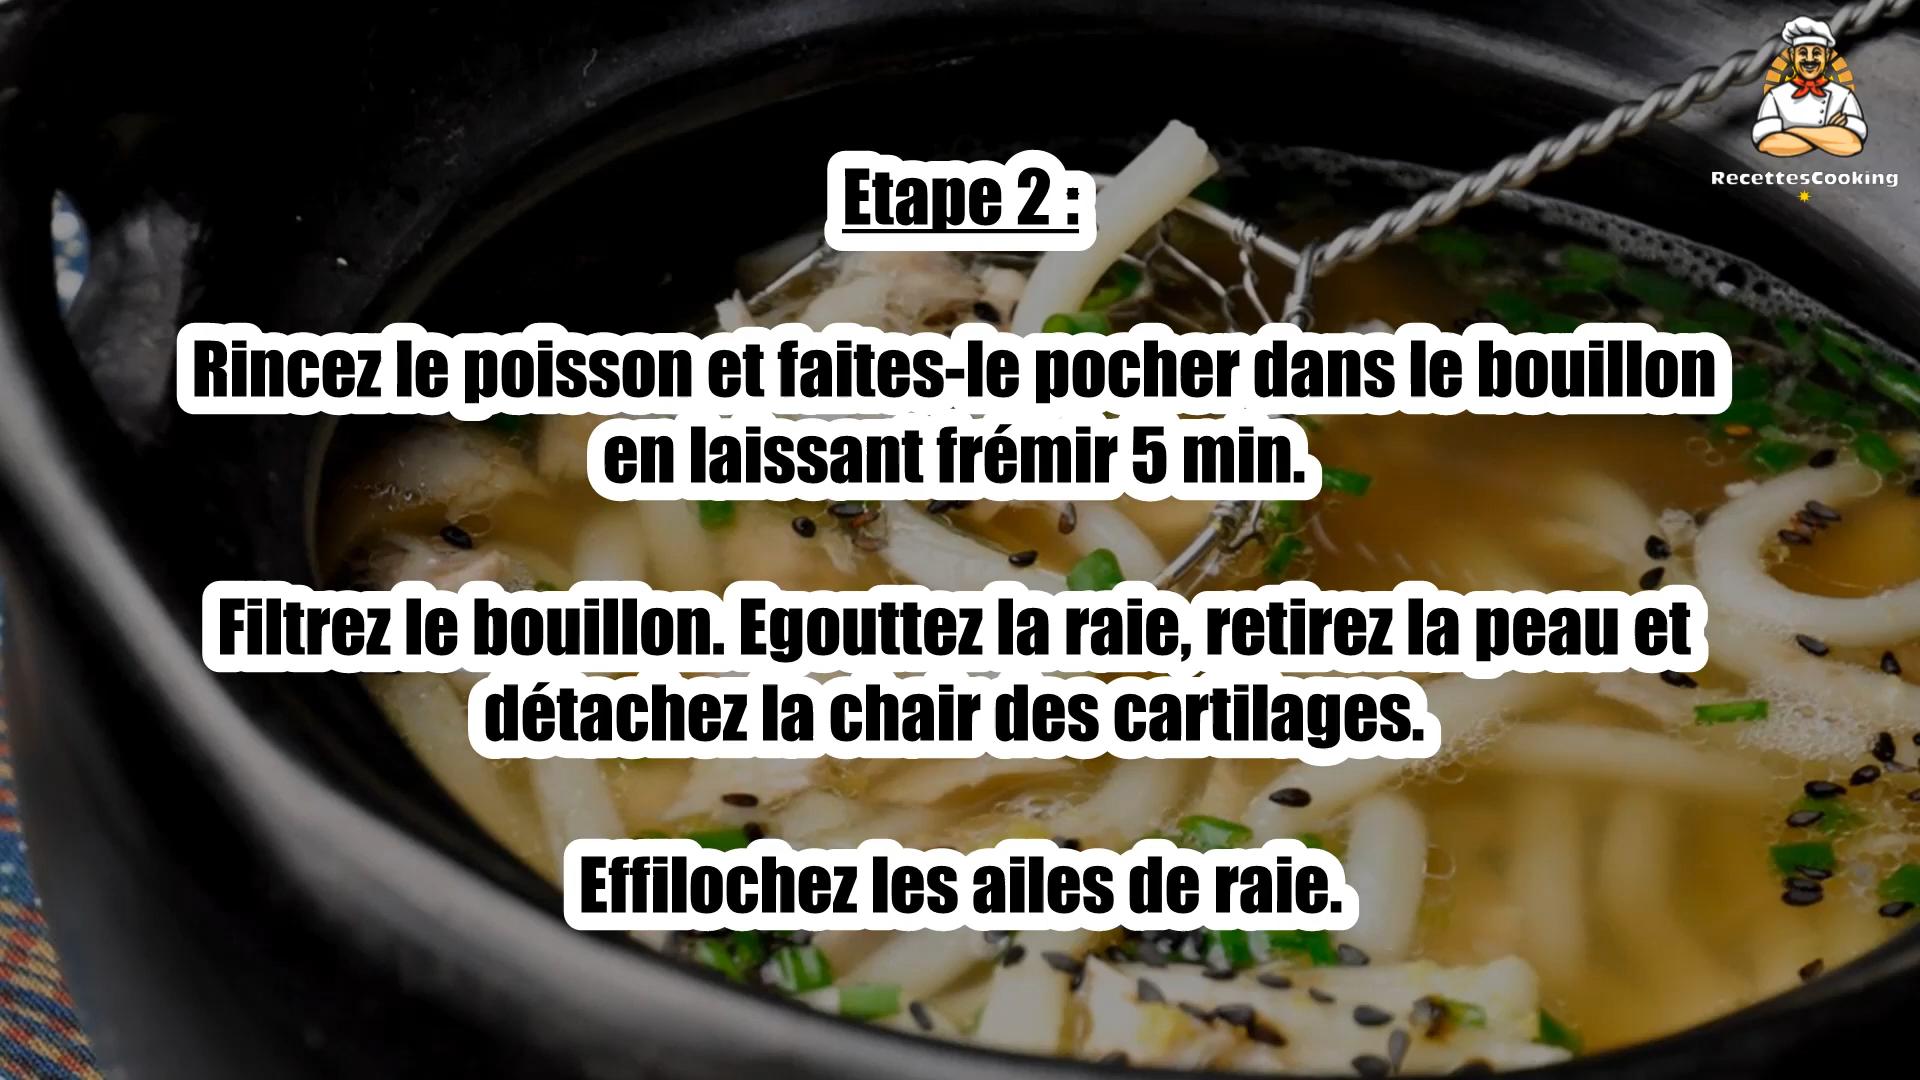 RecettesCooking
Etape 2 :
Rincez le poisson et faites-le pocher dans le bouillon
en laissant frémir 5 min.
Filtrez le bouillon. Egouttez la raie, retirez la peau et
détachez la chair des cartilages.
Effilochez les ailes de raie.